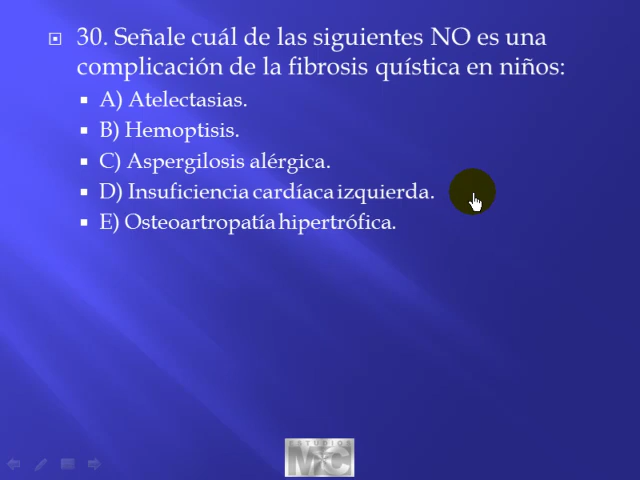 30. Señale cuál de las siguientes NO es una
complicación de la fibrosis quística en niños:
A) Atelectasias.
B) Hemoptisis.
C) Aspergilosis alérgica.
D) Insuficiencia cardíaca izquierda.
E) Osteoartropatía hipertrófica.
ESTUDIOS
MC